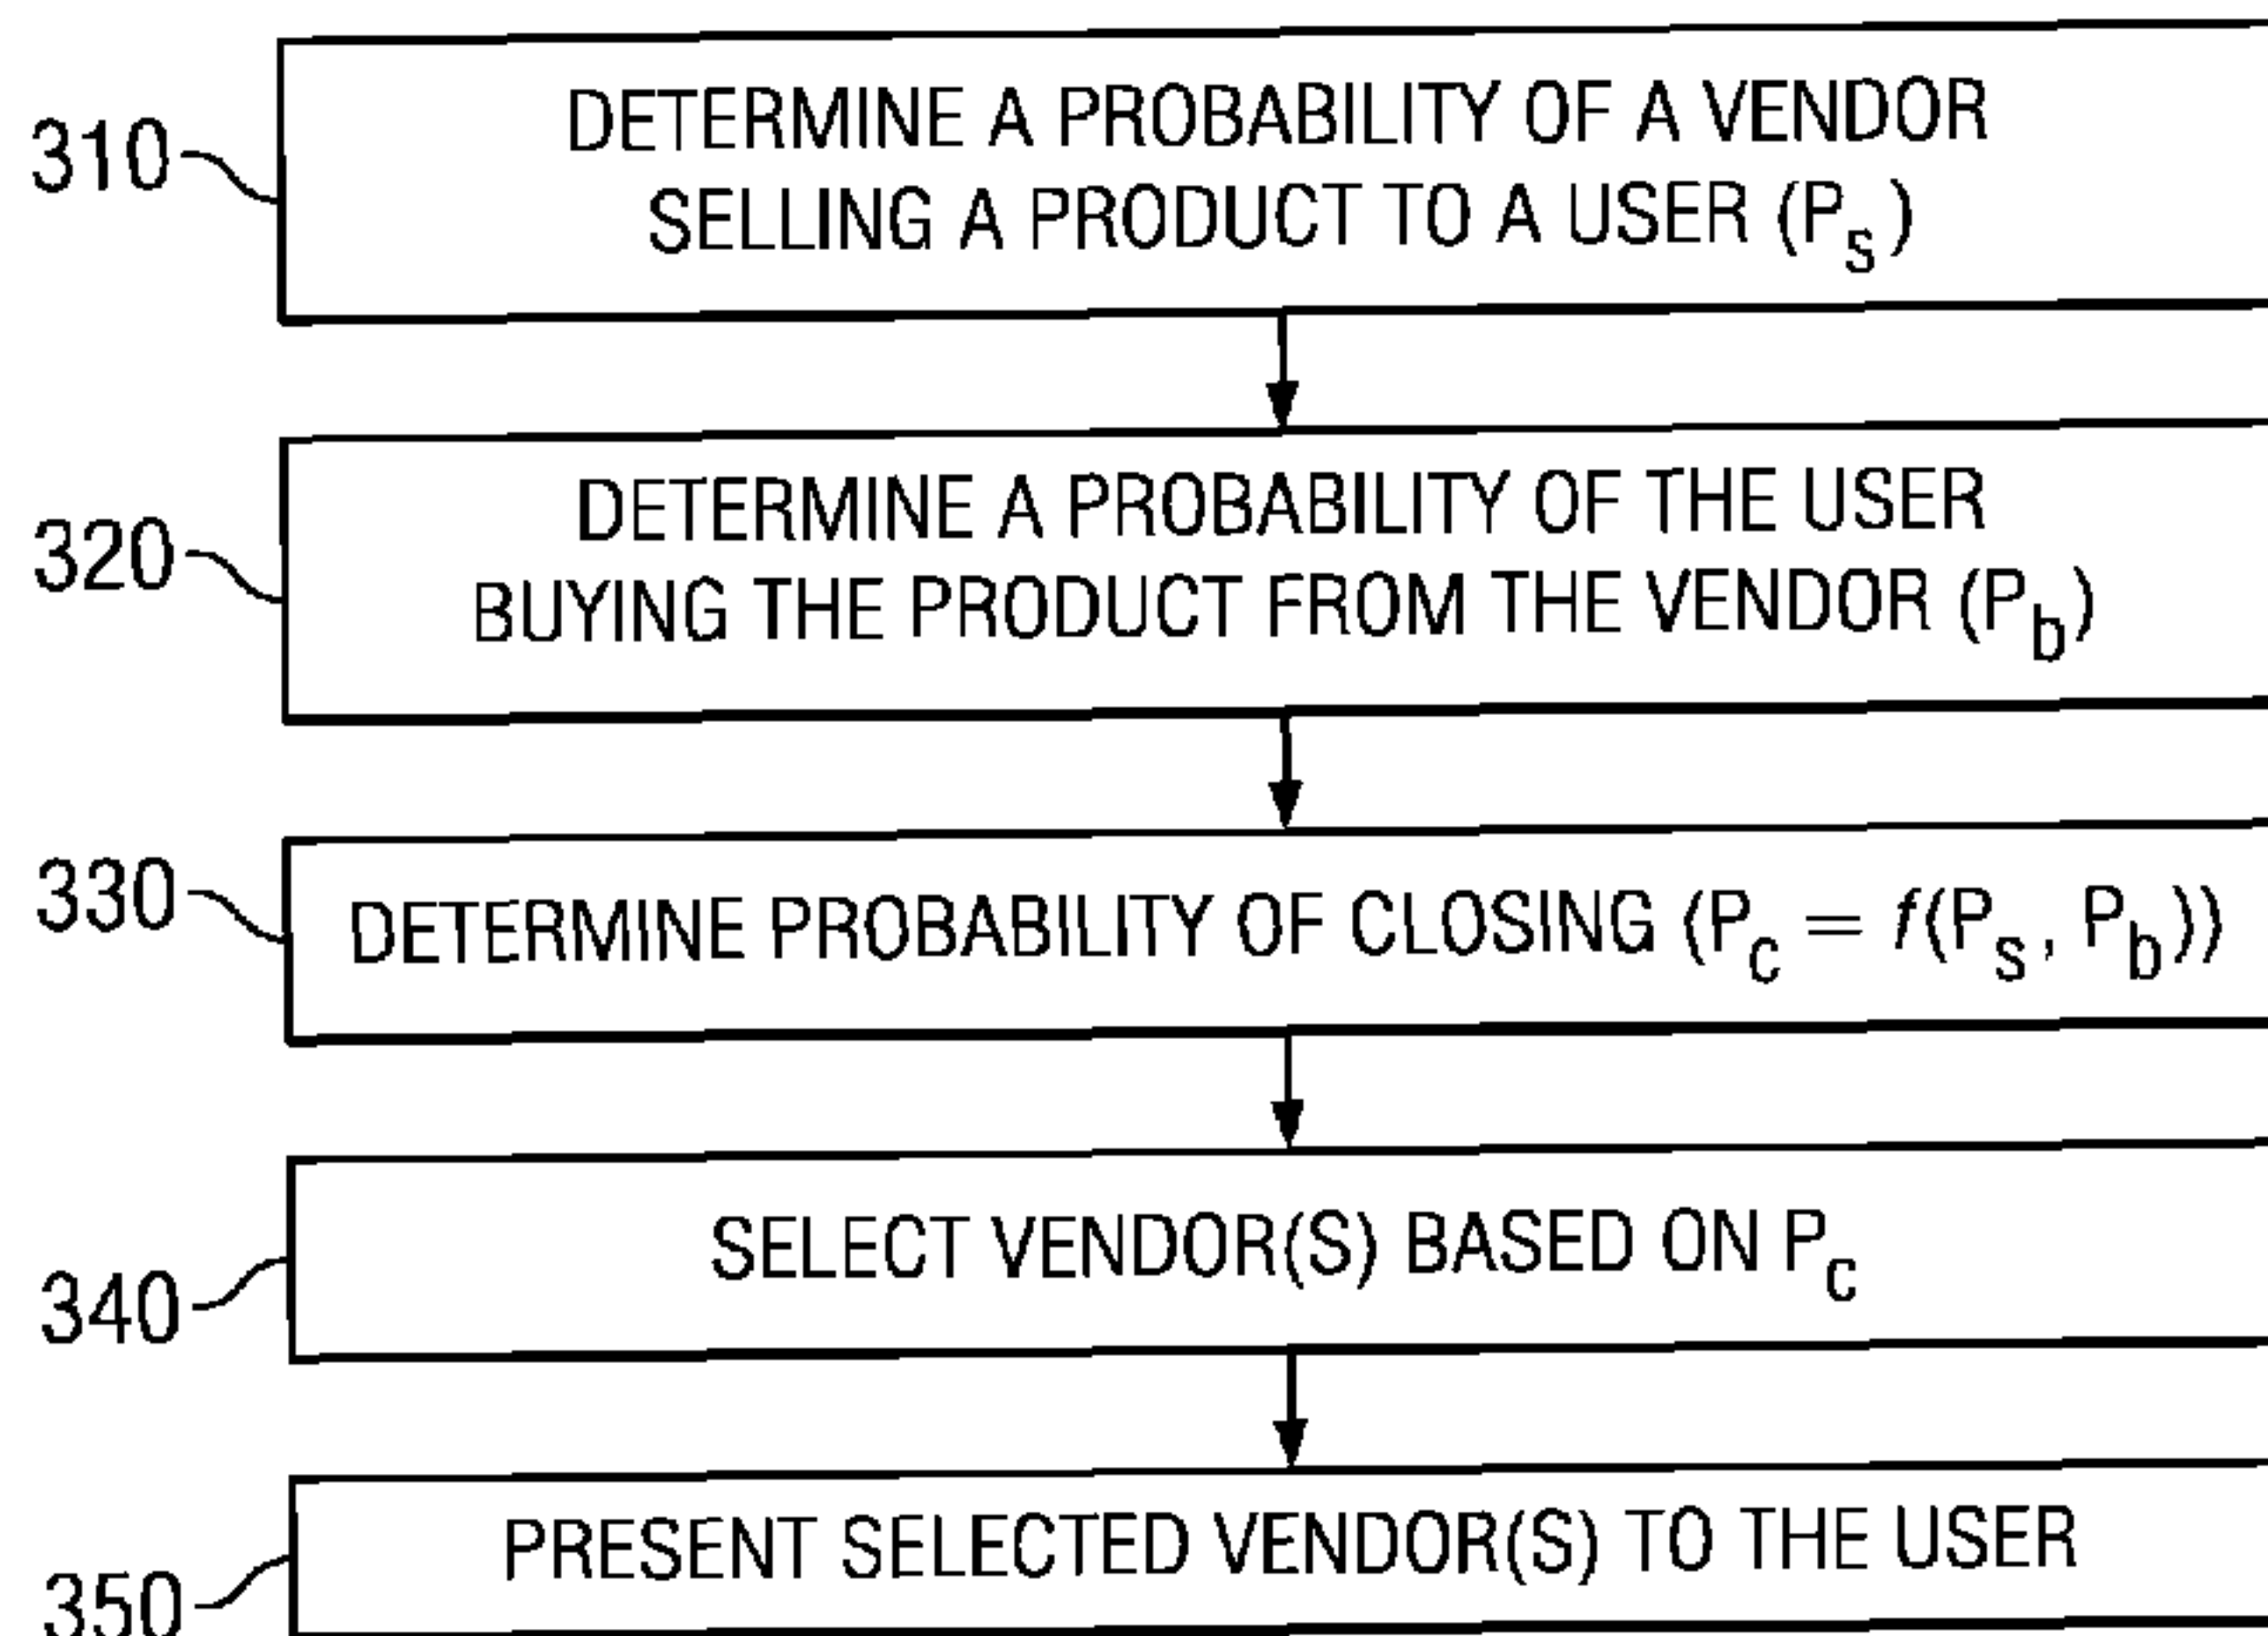 310
DETERMINE A PROBABILITY OF A VENDOR
SELLING A PRODUCT TO A USER (Ps)
320
DETERMINE A PROBABILITY OF THE USER
BUYING THE PRODUCT FROM THE VENDOR (Pb)
330
DETERMINE PROBABILITY OF CLOSING (Pc = f(Ps, Pb))
340
SELECT VENDOR(S) BASED ON Pc
350
PRESENT SELECTED VENDOR(S) TO THE USER